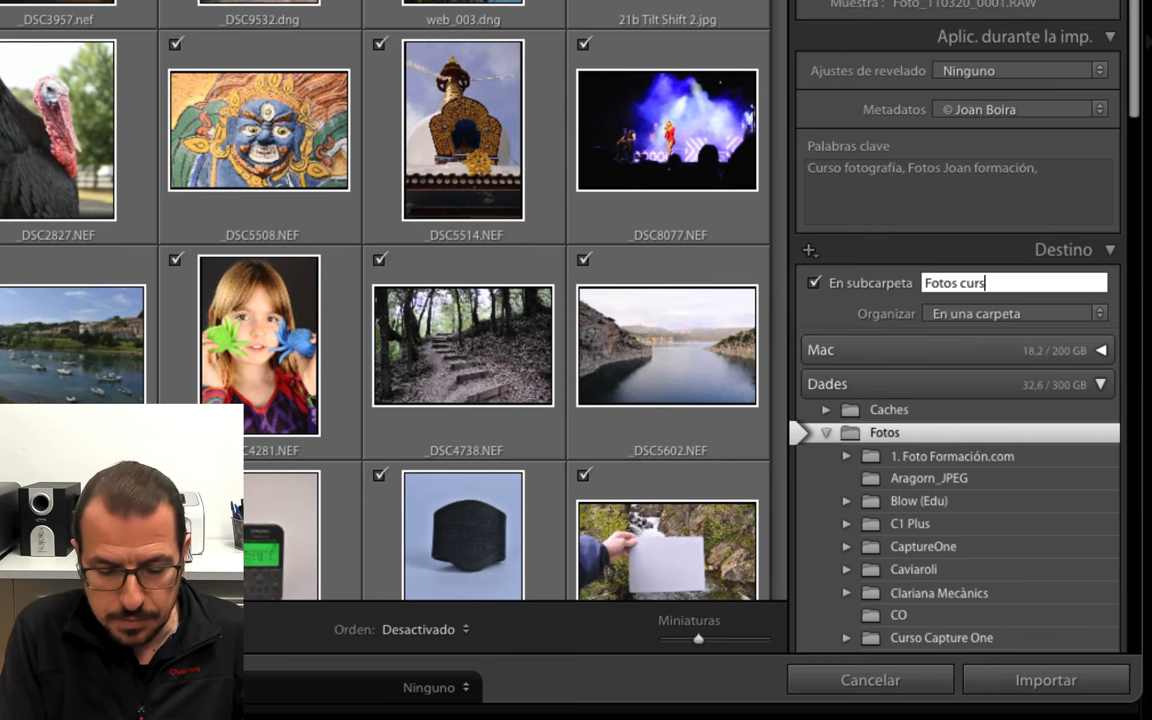 _DSC3957.nef
_DSC9532.dng
web_003.dng
21b Tilt Shift 2.jpg
Muestra : Foto_110320_0001.RAW
Aplic. durante la imp.
Ajustes de revelado Ninguno
Metadatos © Joan Boira
Palabras clave
Curso fotografía, Fotos Joan formación,
_DSC2827.NEF
_DSC5508.NEF
_DSC5514.NEF
_DSC8077.NEF
Destino
En subcarpeta Fotos curs
Organizar En una carpeta
Mac 18,2 / 200 GB
Dades 32,6 / 300 GB
Caches
Fotos
1. Foto Formación.com
Aragorn_JPEG
Blow (Edu)
C1 Plus
CaptureOne
Caviaroli
Clariana Mecànics
CO
Curso Capture One
C4281.NEF
_DSC4738.NEF
_DSC5602.NEF
Orden: Desactivado
Miniaturas
Ninguno
Cancelar
Importar